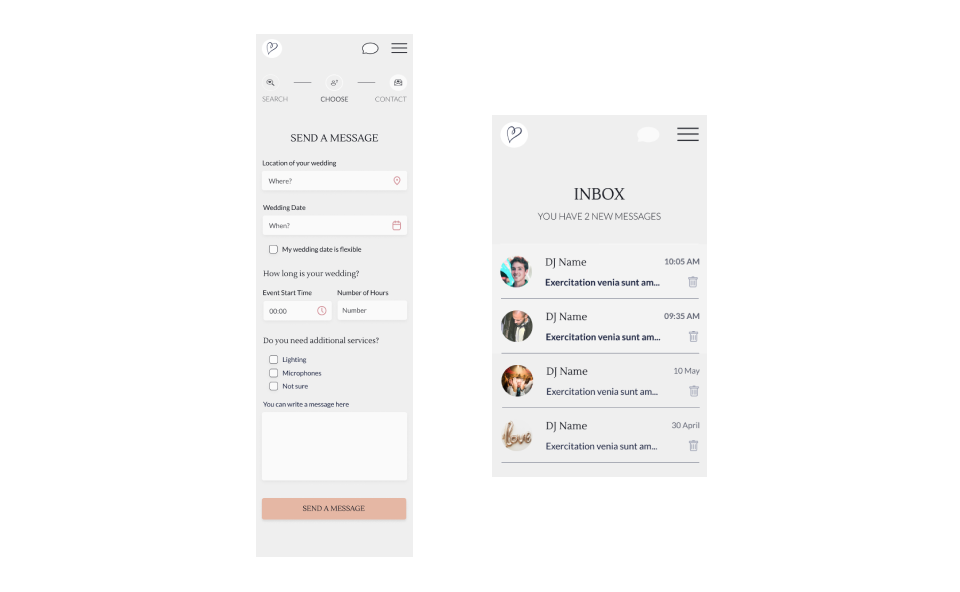 SEARCH
CHOOSE
CONTACT
SEND A MESSAGE
Location of your wedding
Where?
Wedding Date
When?
My wedding date is flexible
How long is your wedding?
Event Start Time
Number of Hours
00:00
Number
Do you need additional services?
Lighting
Microphones
Not sure
You can write a message here
SEND A MESSAGE
INBOX
YOU HAVE 2 NEW MESSAGES
DJ Name
10:05 AM
Exercitation venia sunt am...
DJ Name
09:35 AM
Exercitation venia sunt am...
DJ Name
10 May
Exercitation venia sunt am...
DJ Name
30 April
Exercitation venia sunt am...
love